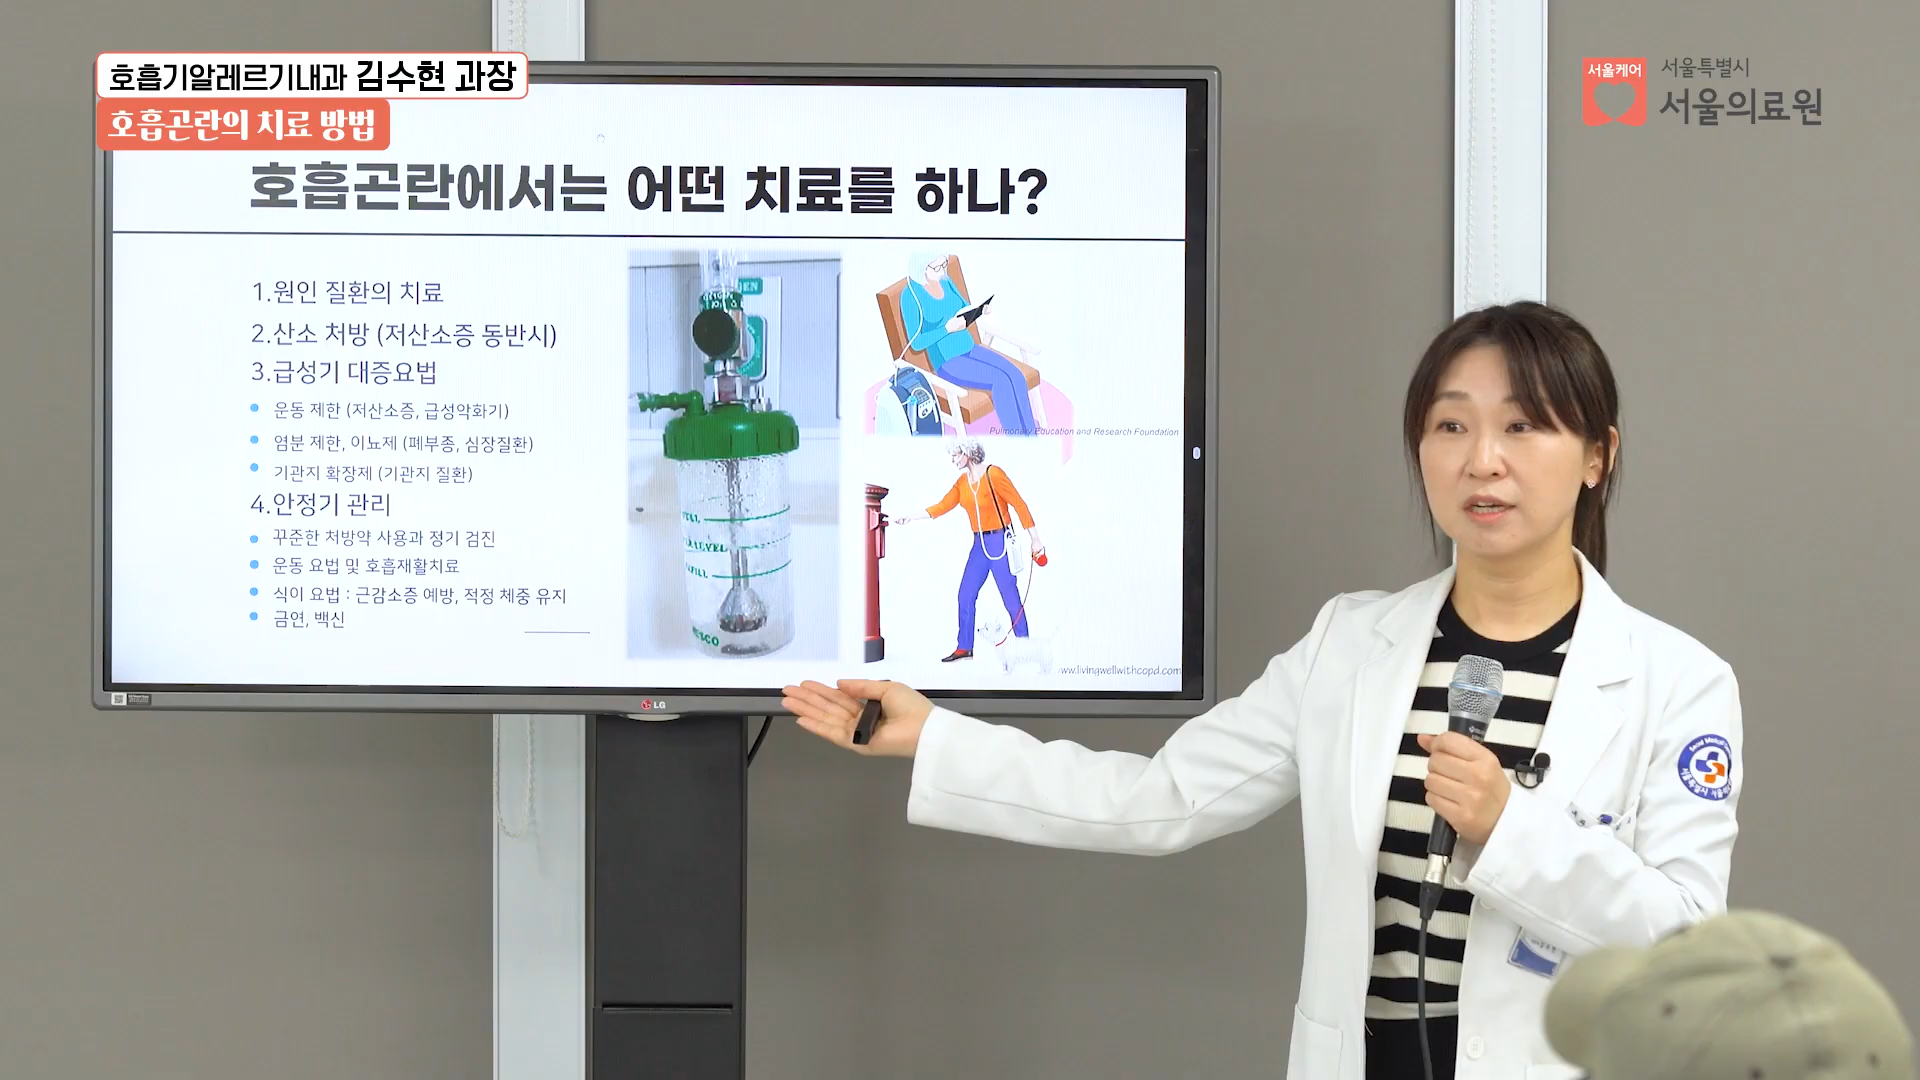 호흡기알레르기내과 김수현 과장
호흡곤란의 치료 방법
서울케어
서울특별시
서울의료원
호흡곤란에서는 어떤 치료를 하나?
1.원인 질환의 치료
2.산소 처방 (저산소증 동반시)
3.급성기 대증요법
운동 제한 (저산소증, 급성악화기)
염분 제한, 이뇨제 (폐부종, 심장질환)
기관지 확장제 (기관지 질환)
4.안정기 관리
꾸준한 처방약 사용과 정기 검진
운동 요법 및 호흡재활치료
식이 요법 : 근감소증 예방, 적정 체중 유지
금연, 백신
Pulmonary Education and Research Foundation
www.livingwellwithcopd.com
LG